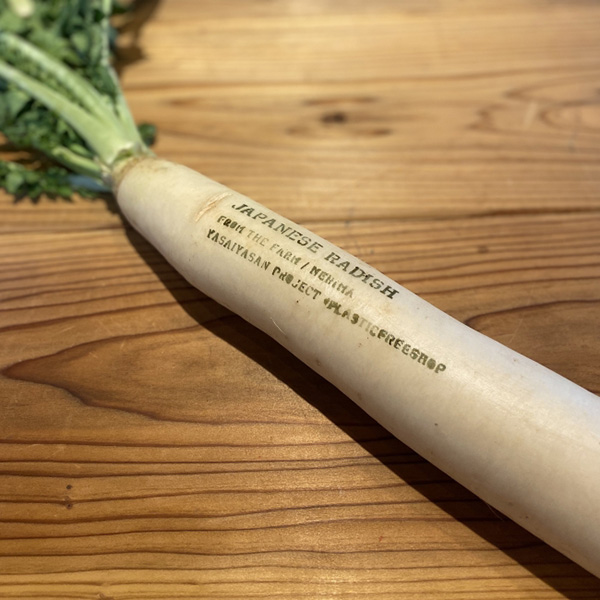 JAPANESE RADISH
FROM THE FARM / NERIMA
YASAIYASAN PROJECT #PLASTICFREESHOP